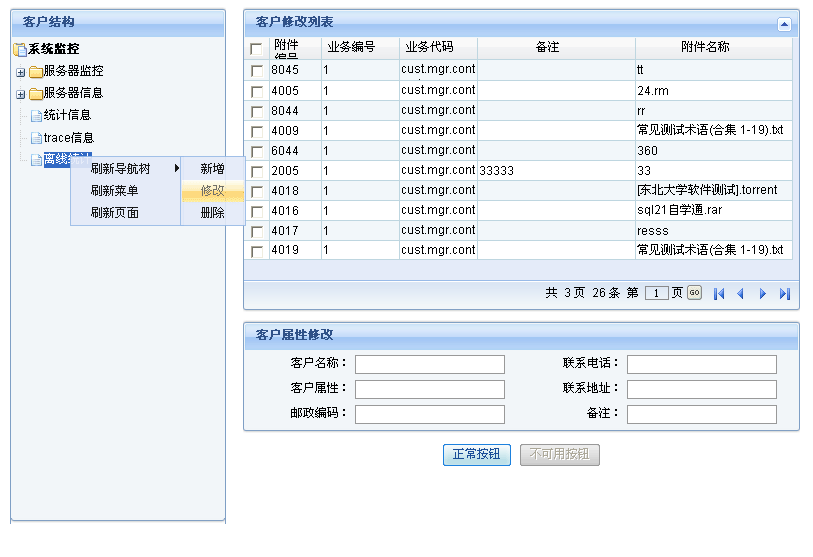 客户结构
系统监控
服务器监控
服务器信息
统计信息
trace信息
离线统计
刷新导航树 新增
刷新菜单 修改
刷新页面 删除
客户修改列表
附件编号 业务编号 业务代码 备注 附件名称
8045 1 cust.mgr.cont tt
4005 1 cust.mgr.cont 24.rm
8044 1 cust.mgr.cont rr
4009 1 cust.mgr.cont 常见测试术语(合集 1-19).txt
6044 1 cust.mgr.cont 360
2005 1 cust.mgr.cont 33333 33
4018 1 cust.mgr.cont [东北大学软件测试].torrent
4016 1 cust.mgr.cont sql21自学通.rar
4017 1 cust.mgr.cont resss
4019 1 cust.mgr.cont 常见测试术语(合集 1-19).txt
共 3页 26条 第 1 页 GO
客户属性修改
客户名称： 联系电话：
客户属性： 联系地址：
邮政编码： 备注：
正常按钮 不可用按钮